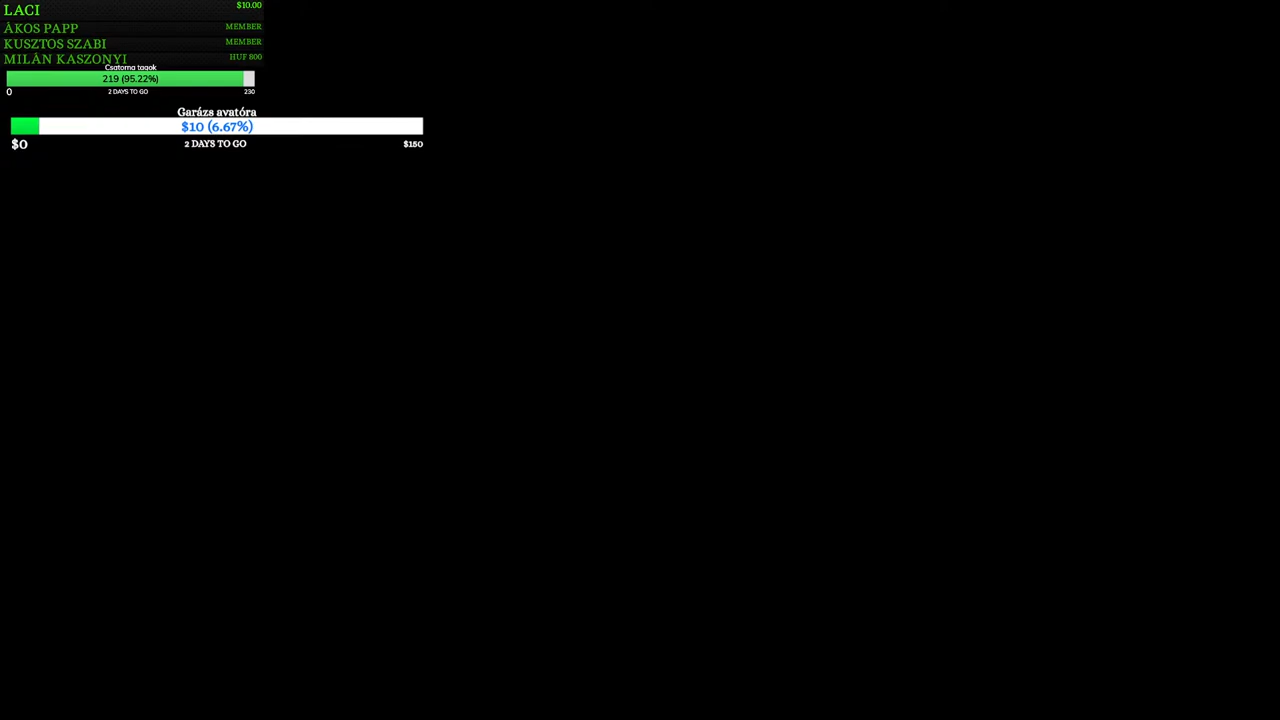 LACI $10.00
ÁKOS PAPP MEMBER
KUSZTOS SZABI MEMBER
MILÁN KASZONYI HUF 800
Csatorna tagok
219 (95.22%)
0 2 DAYS TO GO 230
Garázs avatóra
$10 (6.67%)
$0 2 DAYS TO GO $150